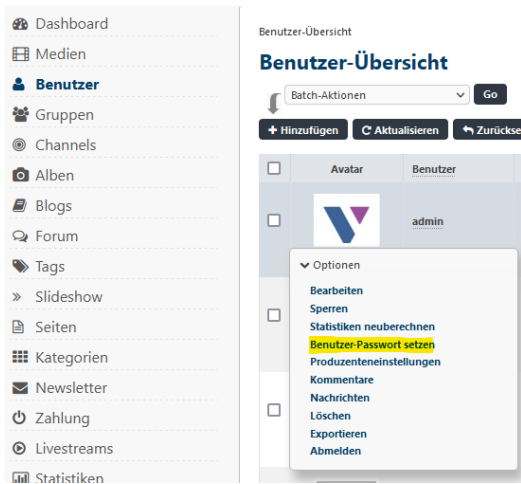 Dashboard
Medien
Benutzer
Gruppen
Channels
Alben
Blogs
Forum
Tags
Slideshow
Seiten
Kategorien
Newsletter
Zahlung
Livestreams
Statistiken
Benutzer-Übersicht
Benutzer-Übersicht
Batch-Aktionen
Go
Hinzufügen
Aktualisieren
Zurückse
Avatar
Benutzer
admin
Optionen
Bearbeiten
Sperren
Statistiken neuberechnen
Benutzer-Passwort setzen
Produzenteneinstellungen
Kommentare
Nachrichten
Löschen
Exportieren
Abmelden